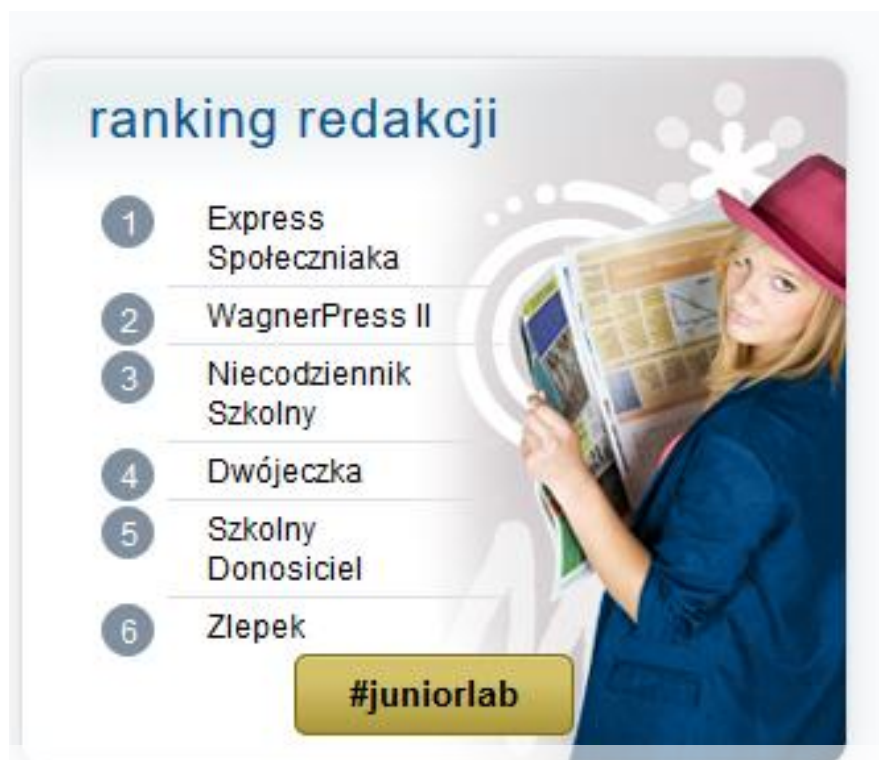 ranking redakcji
1 Express
Społeczniaka
2 WagnerPress II
3 Niecodziennik
Szkolny
4 Dwójeczka
5 Szkolny
Donosiciel
6 Zlepek
#juniorlab